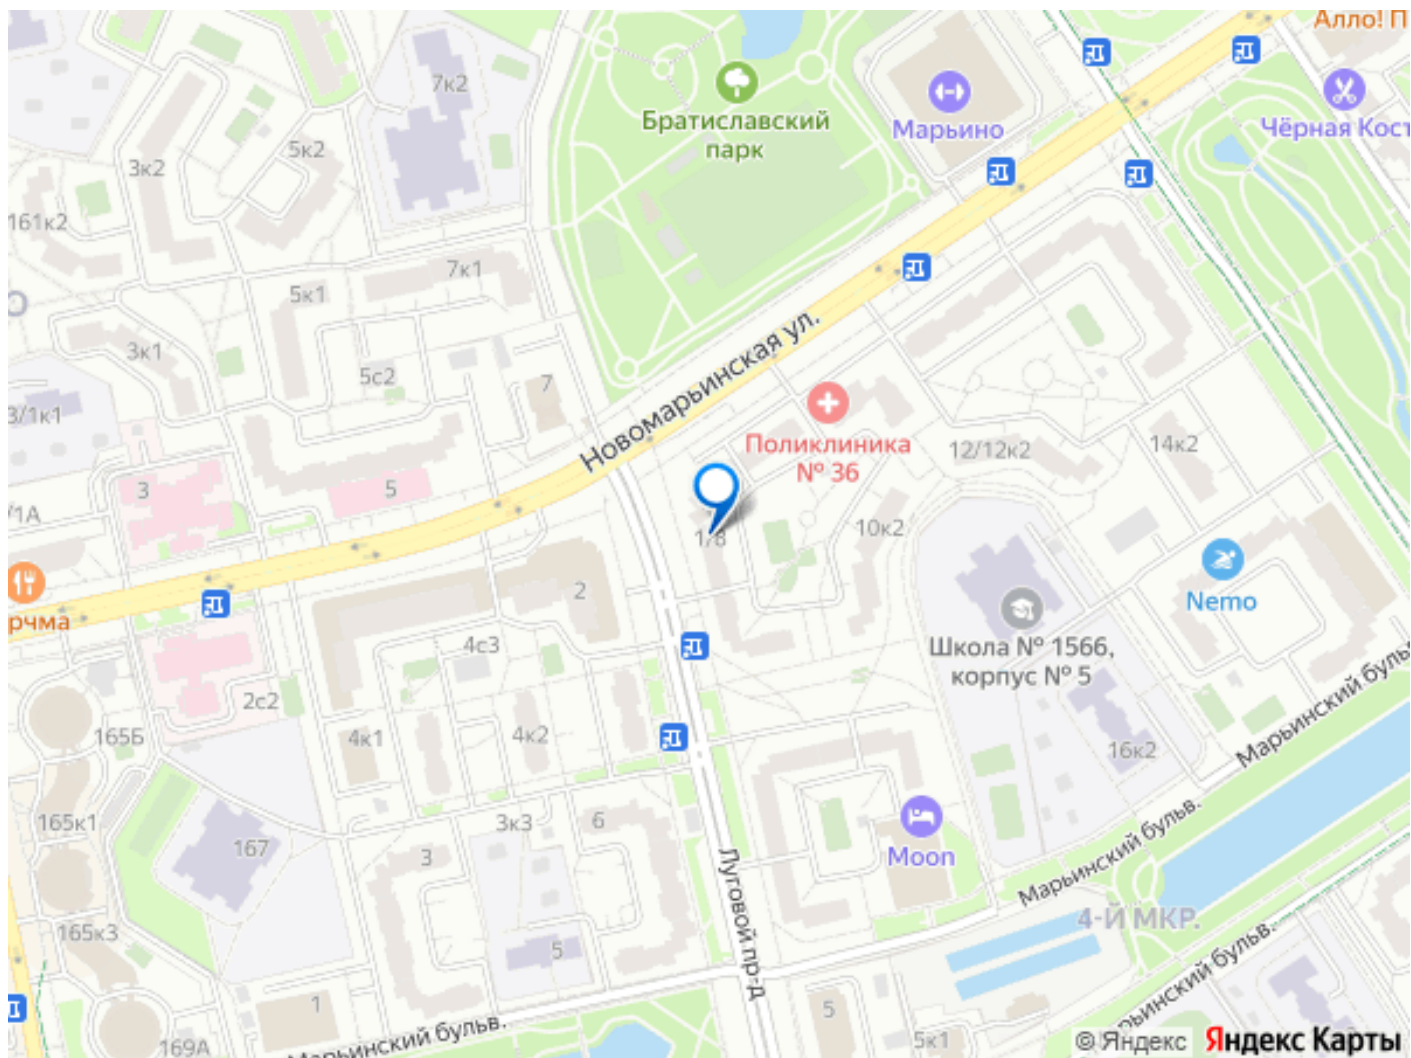 Алло! П
7к2
Братиславский
парк
Марьино
Чёрная Кост
5к2
3к2
161к2
7к1
5к1
О
3к1
5с2
7
3/1к1
Новомарьинская ул.
Поликлиника
№ 36
12/12к2
14к2
3
5
/1А
1/8
10к2
рчма
2
Nemo
4с3
Школа № 1566,
корпус № 5
2с2
165Б
4к1
4к2
16к2
Марьинский бульв.
165к1
167
3к3
6
3
Moon
Луговой пр-д
Марьинский бульв.
4-Й МКР.
165к3
5
Марьинский бульв.
1
5
169А
Марьинский бульв.
5к1
© Яндекс Яндекс Карты